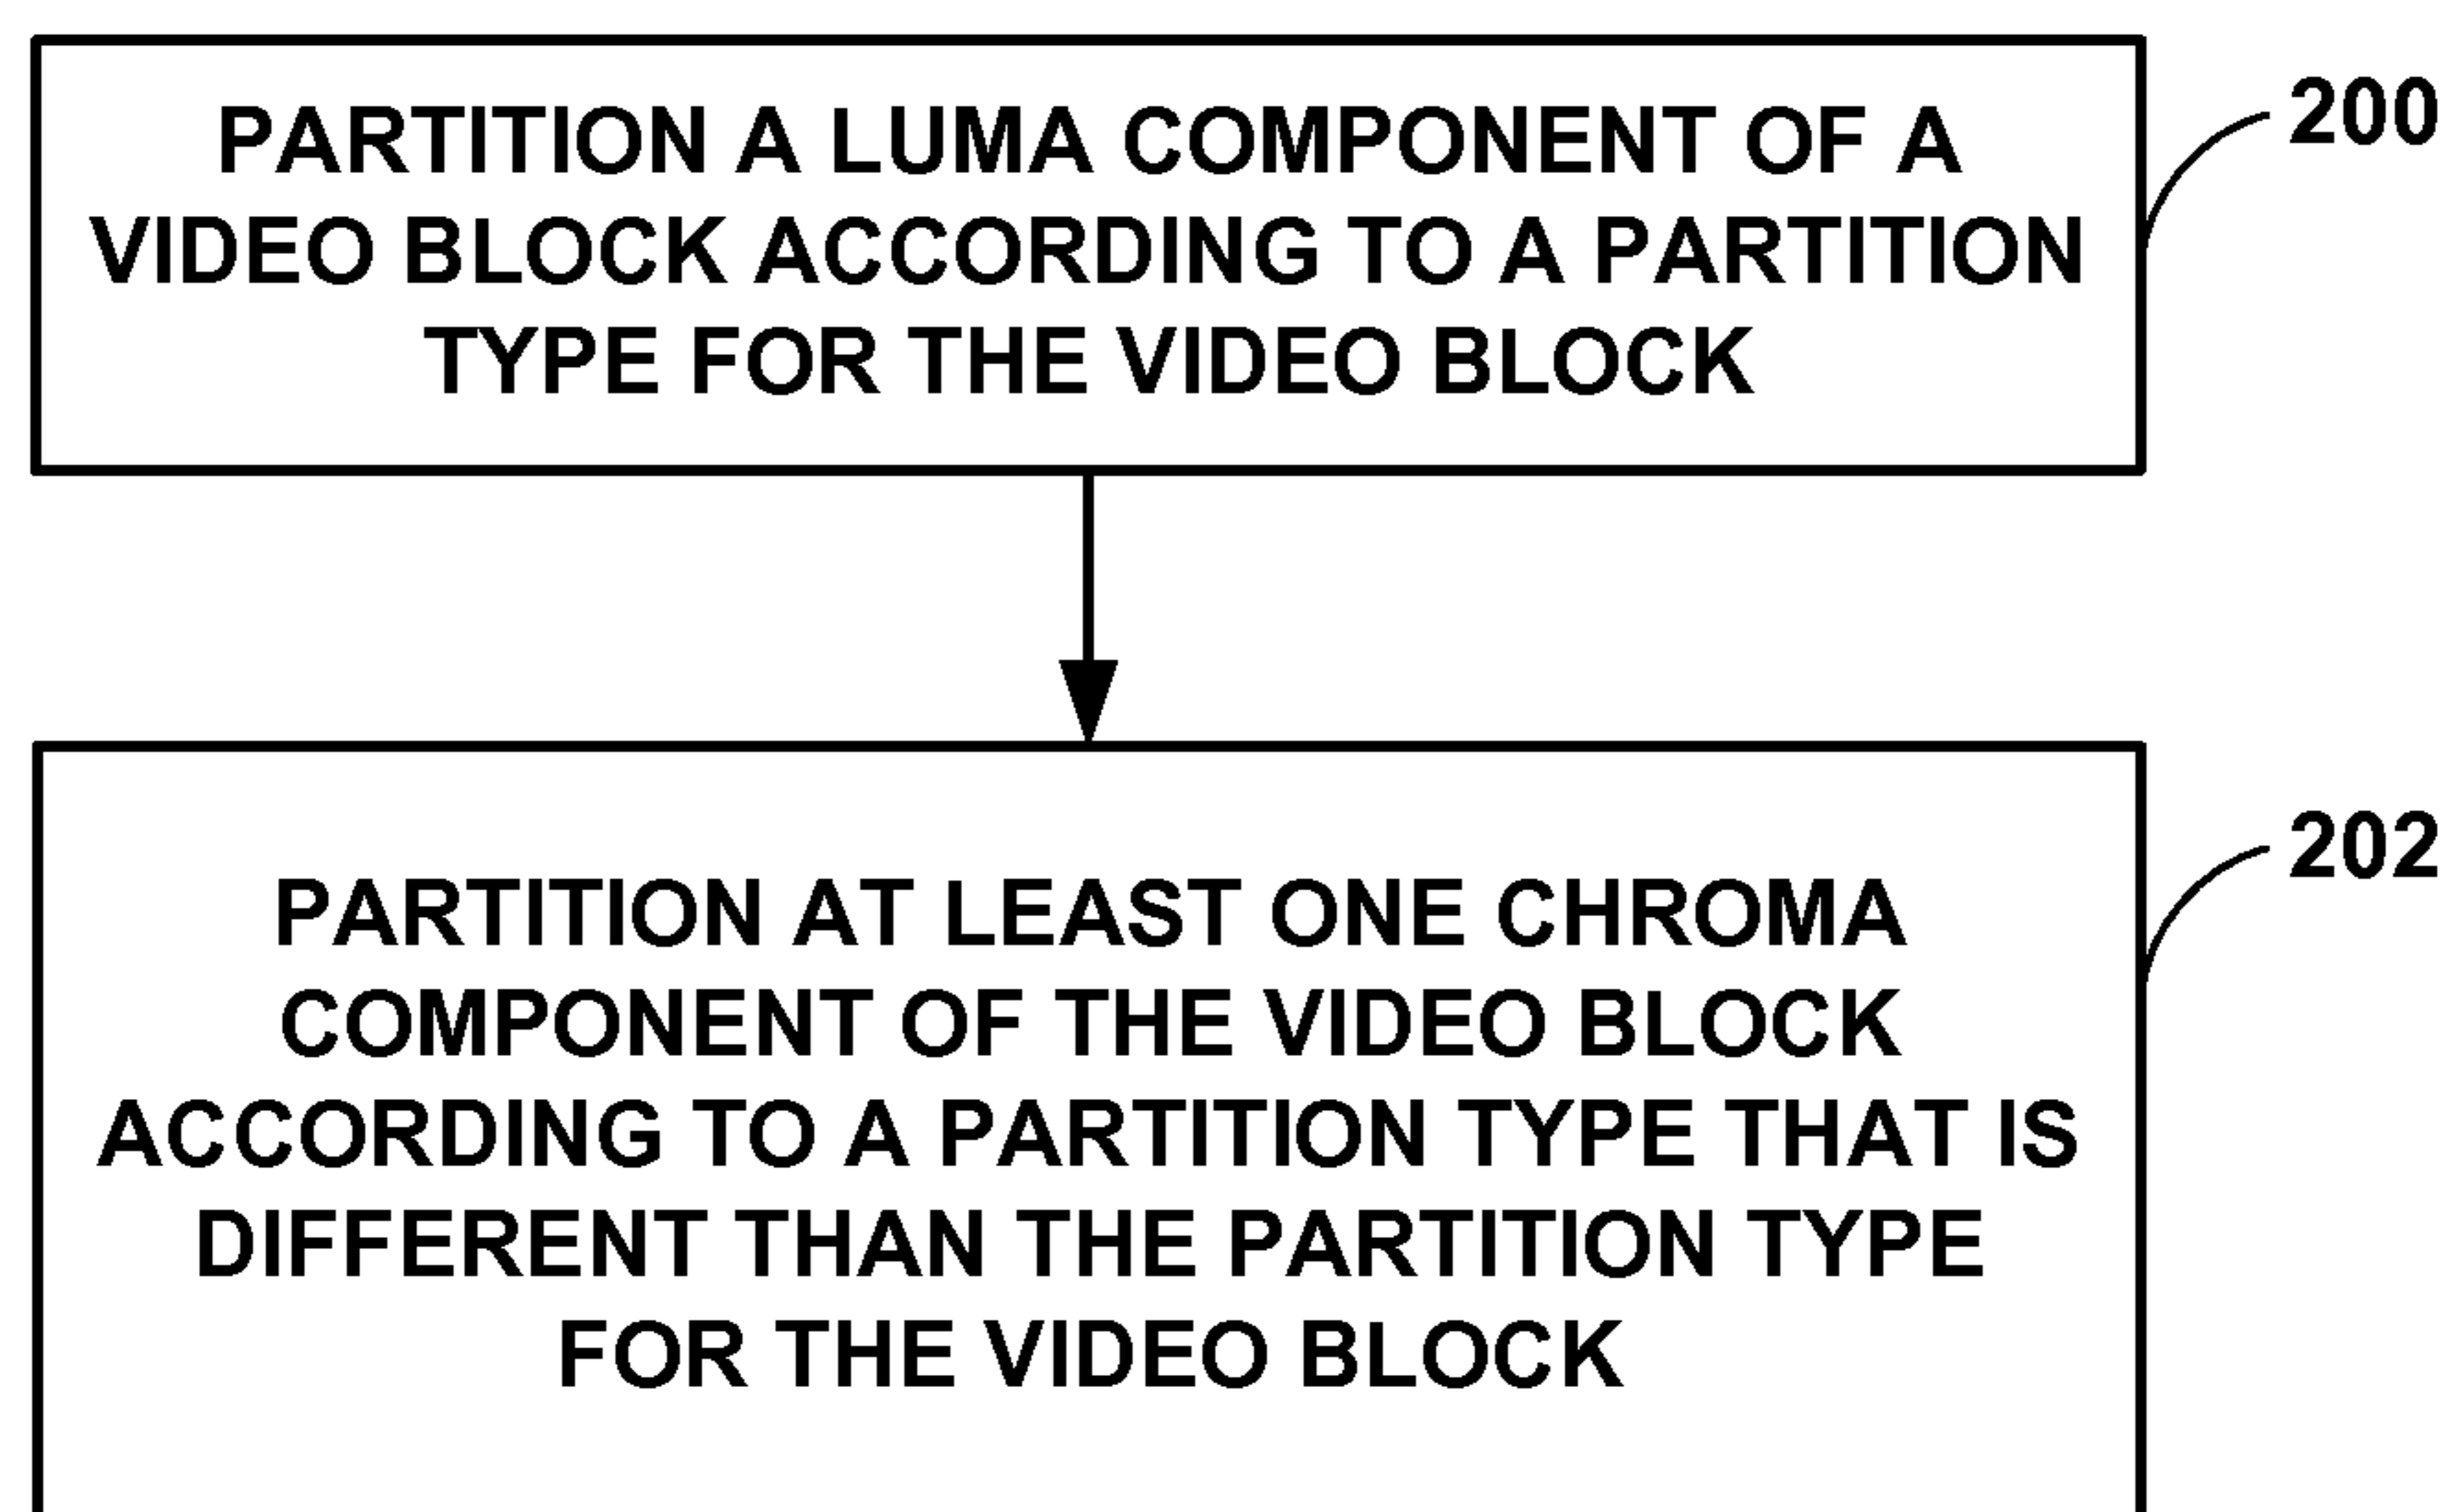 PARTITION A LUMA COMPONENT OF A
VIDEO BLOCK ACCORDING TO A PARTITION
TYPE FOR THE VIDEO BLOCK
200
PARTITION AT LEAST ONE CHROMA
COMPONENT OF THE VIDEO BLOCK
ACCORDING TO A PARTITION TYPE THAT IS
DIFFERENT THAN THE PARTITION TYPE
FOR THE VIDEO BLOCK
202